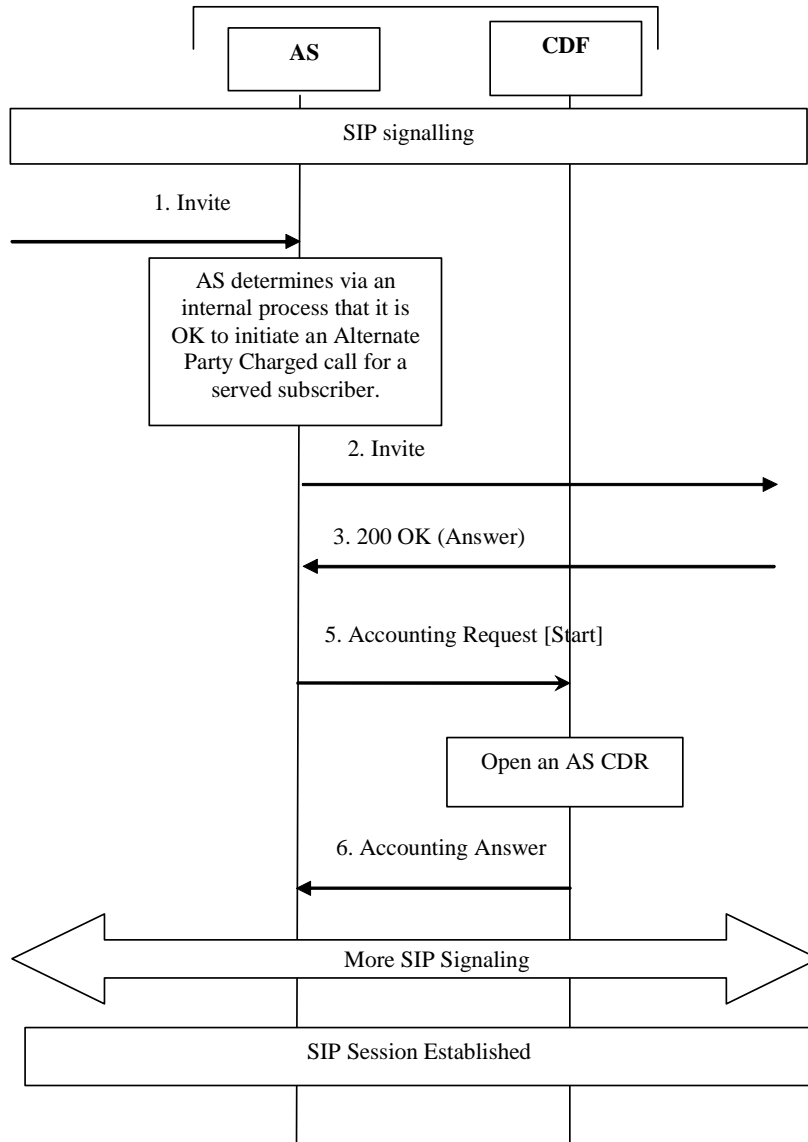 AS
CDF
SIP signalling
1. Invite
AS determines via an
internal process that it is
OK to initiate an Alternate
Party Charged call for a
served subscriber.
2. Invite
3. 200 OK (Answer)
5. Accounting Request [Start]
Open an AS CDR
6. Accounting Answer
More SIP Signaling
SIP Session Established